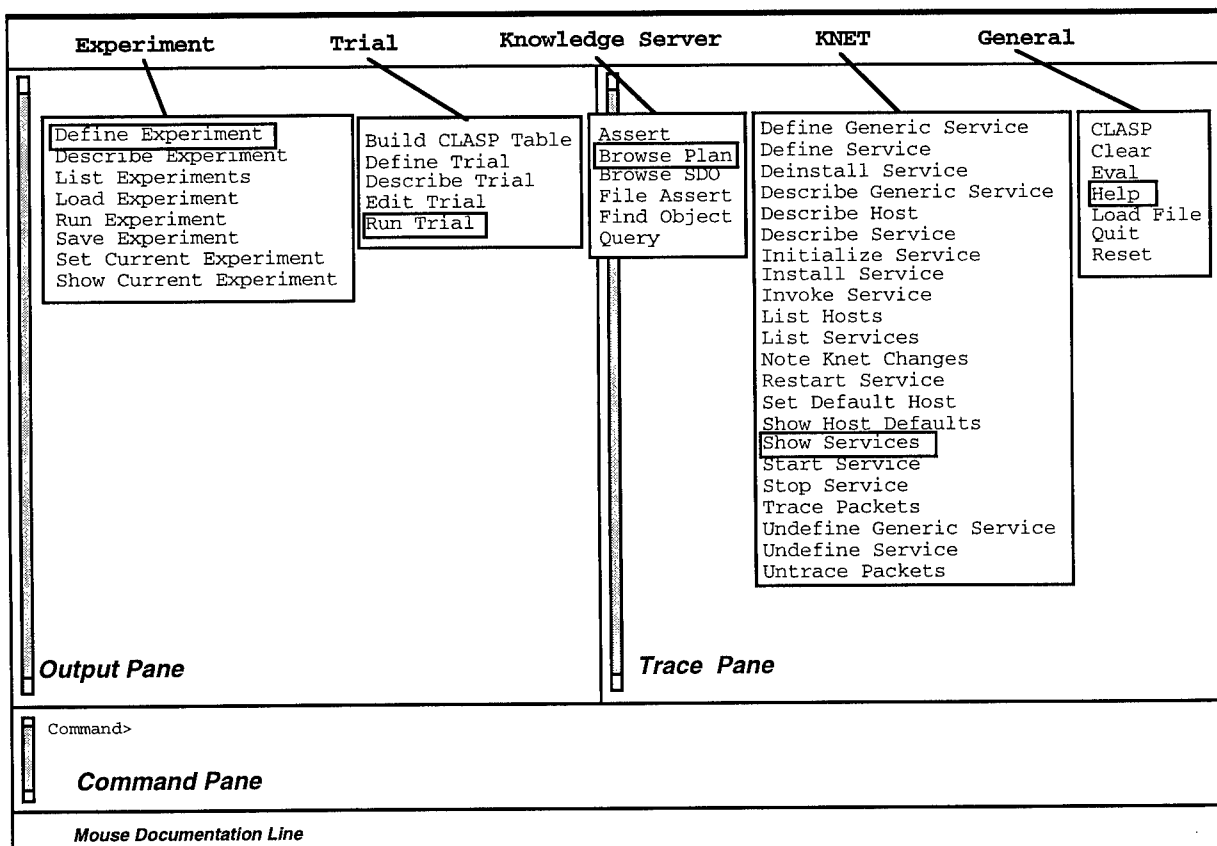 Experiment Trial Knowledge Server KNET General
Define Experiment
Describe Experiment
List Experiments
Load Experiment
Run Experiment
Save Experiment
Set Current Experiment
Show Current Experiment
Build CLASP Table
Define Trial
Describe Trial
Edit Trial
Run Trial
Assert
Browse Plan
Browse SDO
File Assert
Find Object
Query
Define Generic Service
Define Service
Deinstall Service
Describe Generic Service
Describe Host
Describe Service
Initialize Service
Install Service
Invoke Service
List Hosts
List Services
Note Knet Changes
Restart Service
Set Default Host
Show Host Defaults
Show Services
Start Service
Stop Service
Trace Packets
Undefine Generic Service
Undefine Service
Untrace Packets
CLASP
Clear
Eval
Help
Load File
Quit
Reset
Output Pane
Trace Pane
Command>
Command Pane
Mouse Documentation Line